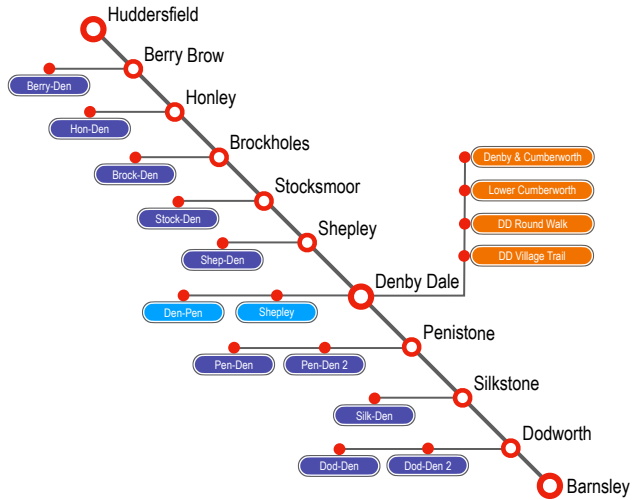 Huddersfield
Berry Brow
Berry-Den
Honley
Hon-Den
Brockholes
Brock-Den
Denby & Cumberworth
Stocksmoor
Lower Cumberworth
Stock-Den
DD Round Walk
Shepley
Shep-Den
DD Village Trail
Denby Dale
Den-Pen
Shepley
Penistone
Pen-Den
Pen-Den 2
Silkstone
Silk-Den
Dodworth
Dod-Den
Dod-Den 2
Barnsley